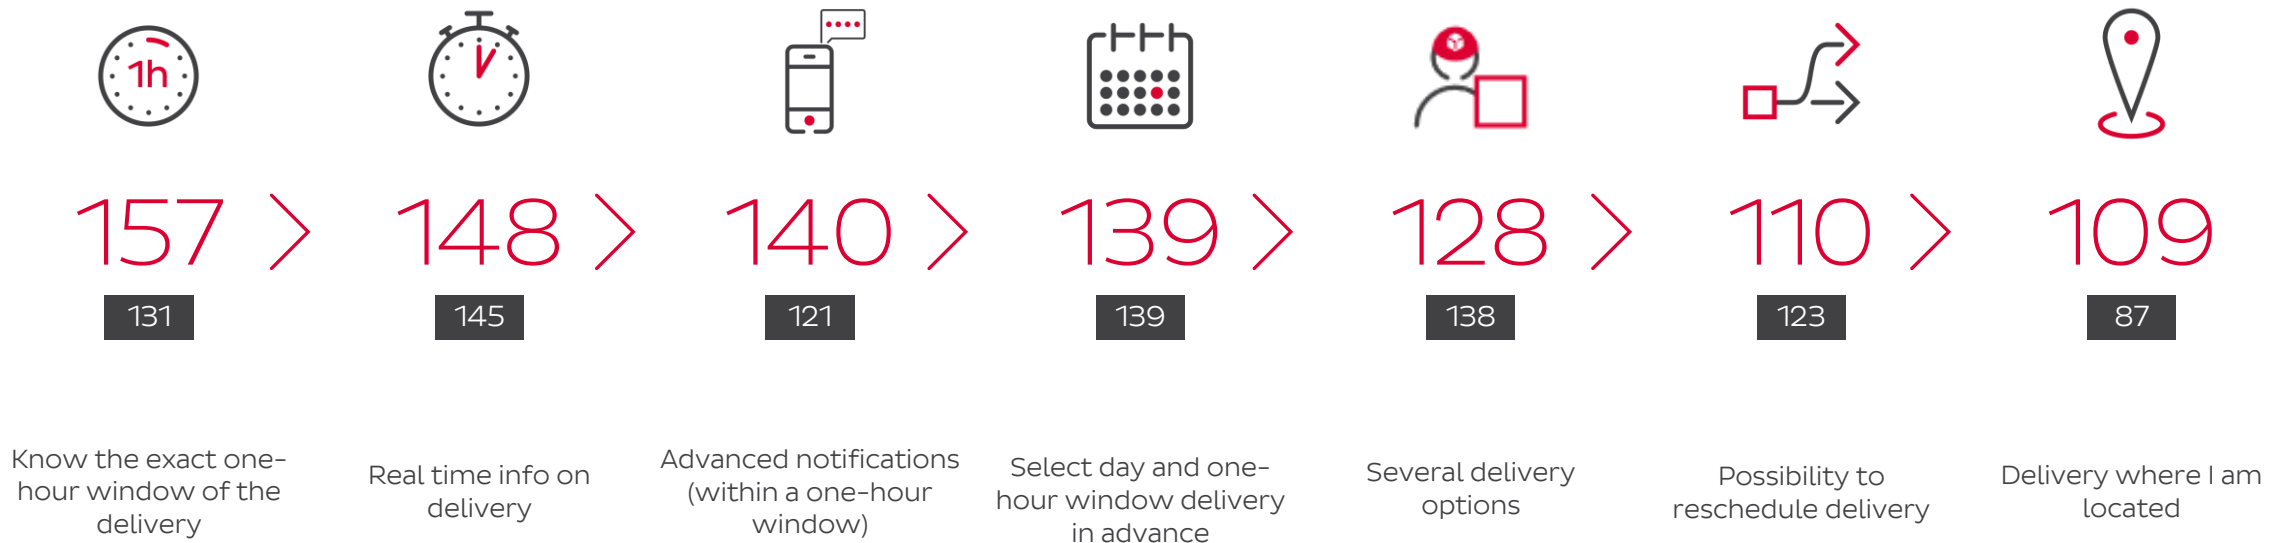 1h
157
148
140
139
128
110
109
131
145
121
139
138
123
87
Know the exact one-
hour window of the
delivery
Real time info on
delivery
Advanced notifications
(within a one-hour
window)
Select day and one-
hour window delivery
in advance
Several delivery
options
Possibility to
reschedule delivery
Delivery where I am
located